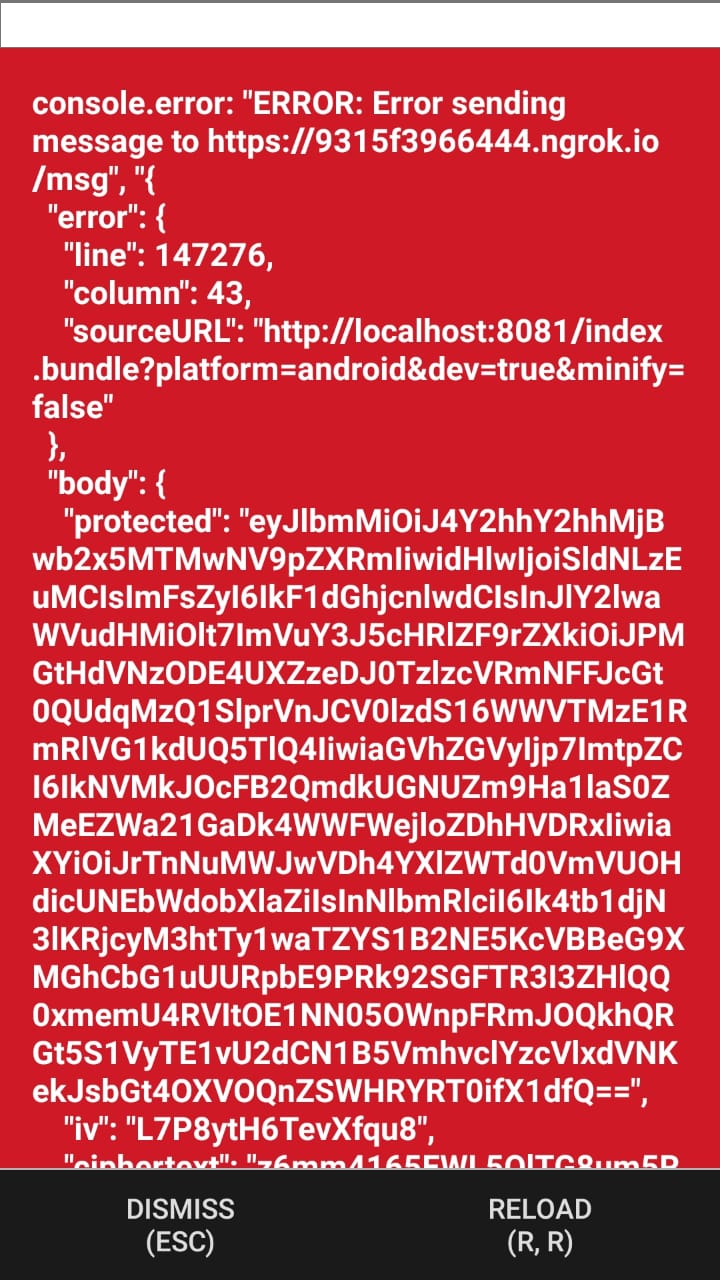 console.error: "ERROR: Error sending
message to https://9315f3966444.ngrok.io
/msg", "{
"error": {
"line": 147276,
"column": 43,
"sourceURL": "http://localhost:8081/index
.bundle?platform=android&dev=true&minify=
false"
},
"body": {
"protected": "eyJlbmMiOiJ4Y2hhY2hhMjB
wb2x5MTMwNV9pZXRmIiwidHlwIjoiSldNLzE
uMCIsImFsZyI6IkF1dGhjcnlwdCIsInJlY2lwa
WVudHMiOlt7ImVuY3J5cHRlZF9rZXkiOiJPM
GtHdVNzODE4UXZzeDJ0TzlzcVRmNFFJcGt
0QUdqMzQ1SlprVnJCV0lzdS16WWVTMzE1R
mRlVG1kdUQ5TlQ4IiwiaGVhZGVyIjp7ImtpZC
I6IkNVMkJOcFB2QmdkUGNUZm9Ha1laS0Z
MeEZWa21GaDk4WWFWejloZDhHVDRxIiwia
XYiOiJrTnNuMWJwVDh4YXlZWTd0VmVUOH
dicUNEbWdobXlaZiIsInNlbmRlciI6Ik4tb1djN
3lKRjcyM3htTy1waTZYS1B2NE5KcVBBeG9X
MGhCbG1uUURpbE9PRk92SGFTR3I3ZHlQQ
0xmemU4RVItOE1NN05OWnpFRmJOQkhQR
Gt5S1VyTE1vU2dCN1B5VmhvclYzcVlxdVNK
ekJsbGt4OXVOQnZSWHRYRT0ifX1dfQ==",
"iv": "L7P8ytH6TevXfqu8",
"ciphertext":
DISMISS
(ESC)
RELOAD
(R, R)